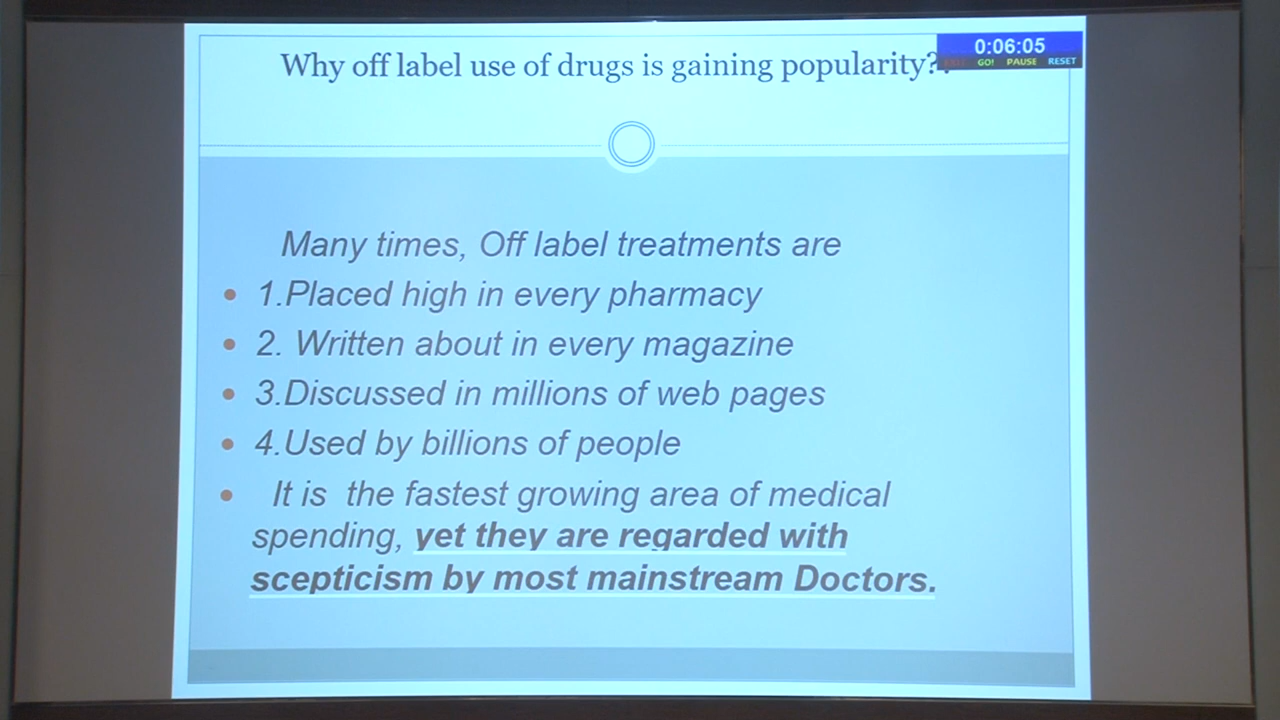 Why off label use of drugs is gaining popularity?
0:06:05
GO! PAUSE RESET
Many times, Off label treatments are
1.Placed high in every pharmacy
2. Written about in every magazine
3.Discussed in millions of web pages
4.Used by billions of people
It is the fastest growing area of medical
spending, yet they are regarded with
scepticism by most mainstream Doctors.